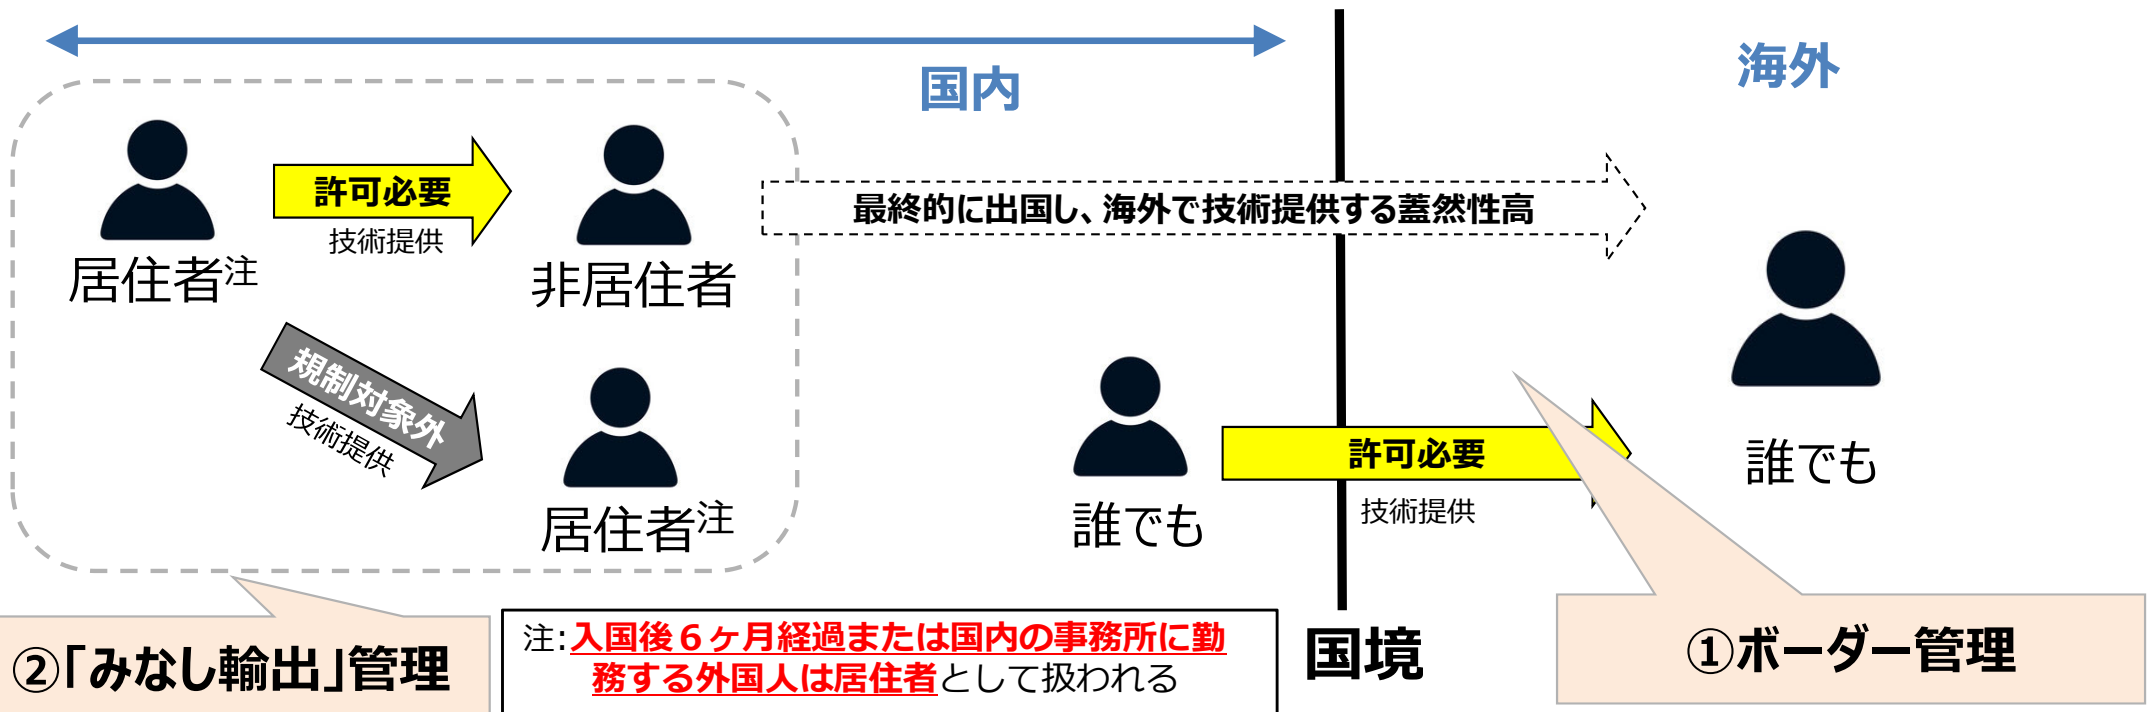 国内
海外
許可必要
技術提供
居住者注
非居住者
最終的に出国し、海外で技術提供する蓋然性高
規制対象外
技術提供
居住者注
誰でも
許可必要
技術提供
誰でも
②「みなし輸出」管理
注:入国後６ヶ月経過または国内の事務所に勤
務する外国人は居住者として扱われる
国境
①ボーダー管理